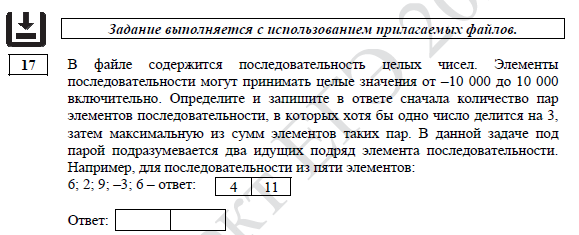 Задание выполняется с использованием прилагаемых файлов.
17
В файле содержится последовательность целых чисел. Элементы
последовательности могут принимать целые значения от –10 000 до 10 000
включительно. Определите и запишите в ответе сначала количество пар
элементов последовательности, в которых хотя бы одно число делится на 3,
затем максимальную из сумм элементов таких пар. В данной задаче под
парой подразумевается два идущих подряд элемента последовательности.
Например, для последовательности из пяти элементов:
6; 2; 9; –3; 6 – ответ: 4 11
Ответ: